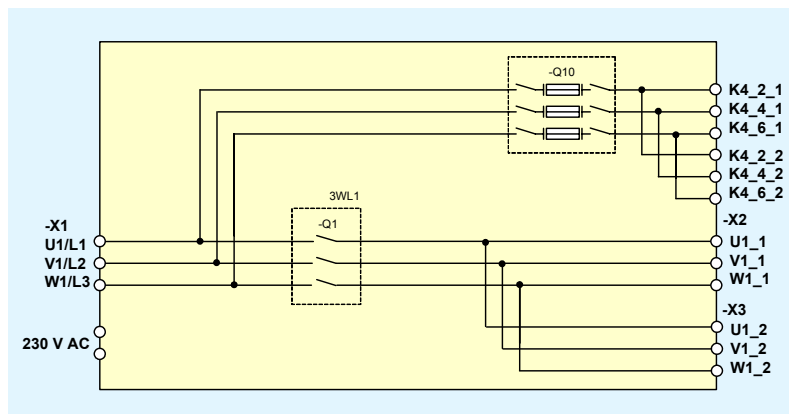 -Q10
K4_2_1
K4_4_1
K4_6_1
K4_2_2
K4_4_2
K4_6_2
3WL1
-Q1
-X1
U1/L1
V1/L2
W1/L3
230 V AC
-X2
U1_1
V1_1
W1_1
-X3
U1_2
V1_2
W1_2